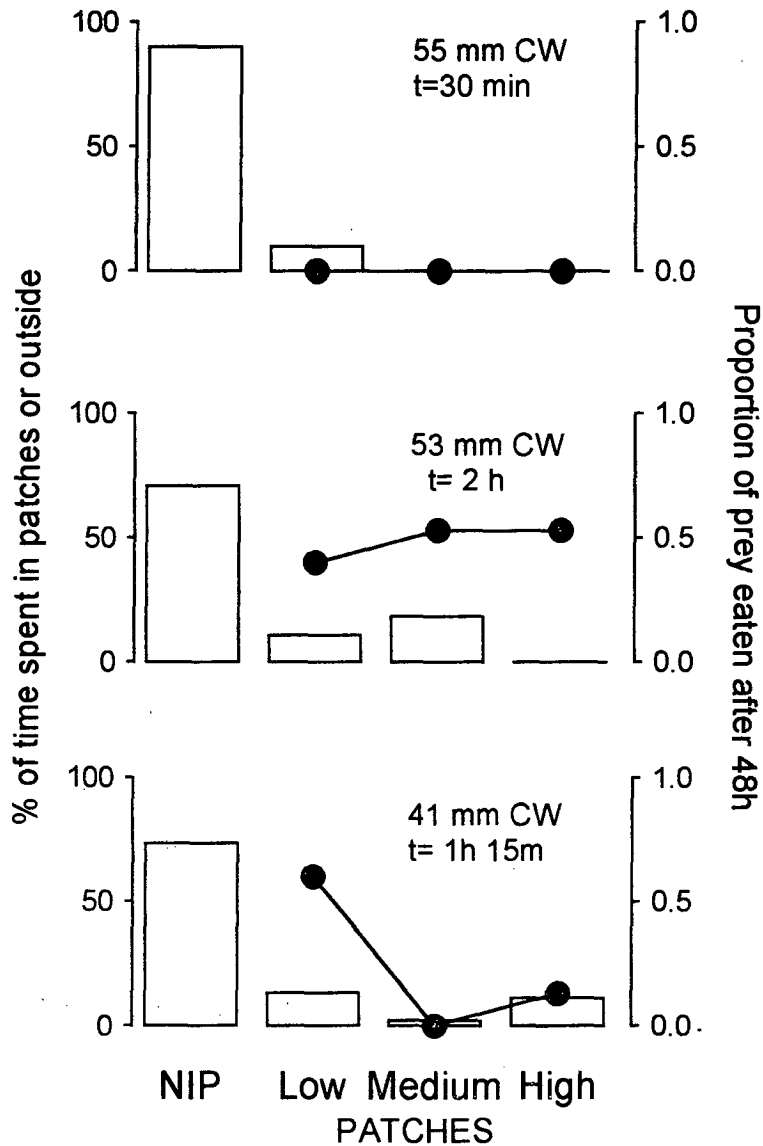 % of time spent in patches or outside
Proportion of prey eaten after 48h
100
50
0
55 mm CW
t=30 min
1.0
0.5
0.0
100
50
0
53 mm CW
t= 2 h
1.0
0.5
0.0
100
50
0
41 mm CW
t= 1h 15m
1.0
0.5
0.0
NIP Low Medium High
PATCHES